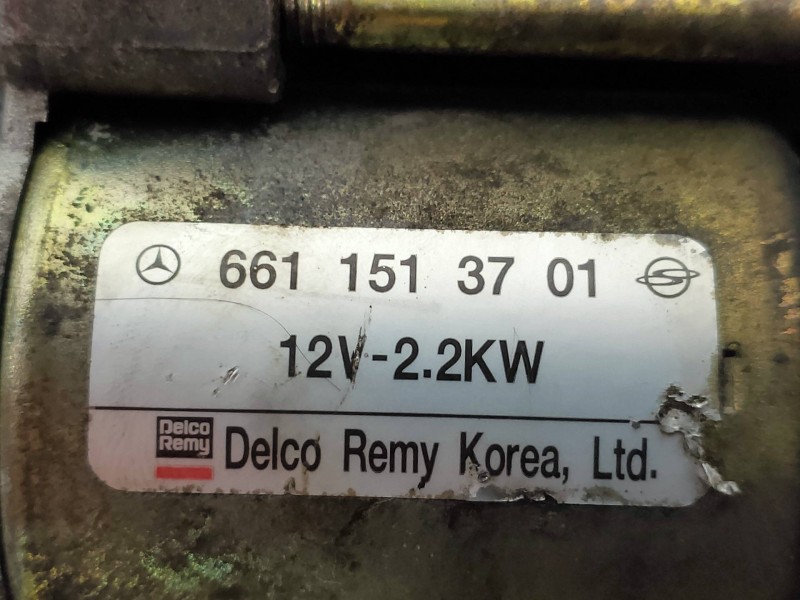 661 151 37 01
12V-2.2KW
Delco
Remy
Delco Remy Korea, Ltd.